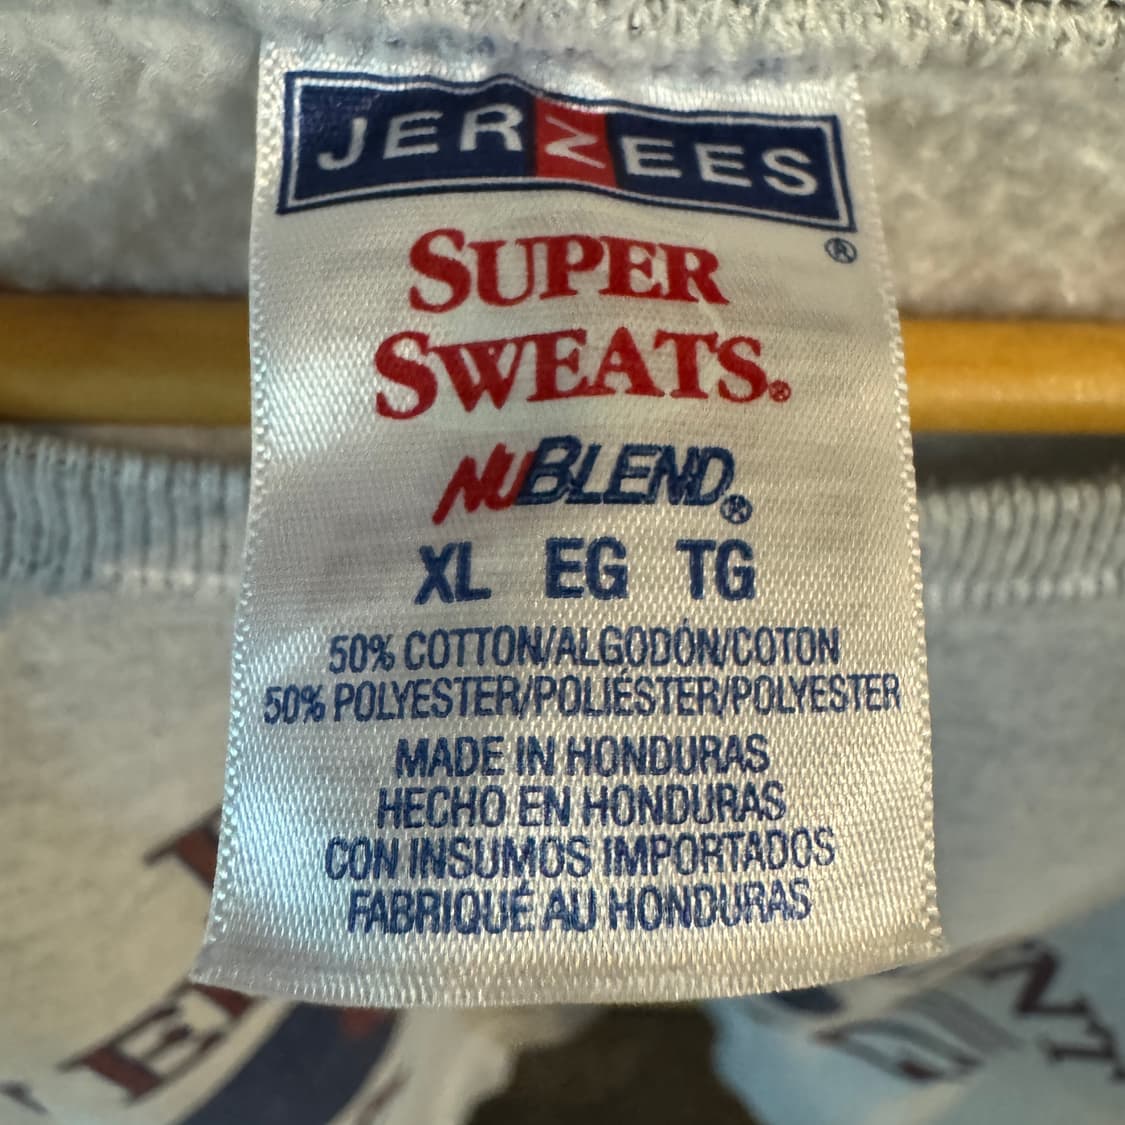 JERZEES
®
SUPER
SWEATS®
NUBLEND®
XL EG TG
50% COTTON/ALGODÓN/COTON
50% POLYESTER/POLIÉSTER/POLYESTER
MADE IN HONDURAS
HECHO EN HONDURAS
CON INSUMOS IMPORTADOS
FABRIQUÉ AU HONDURAS